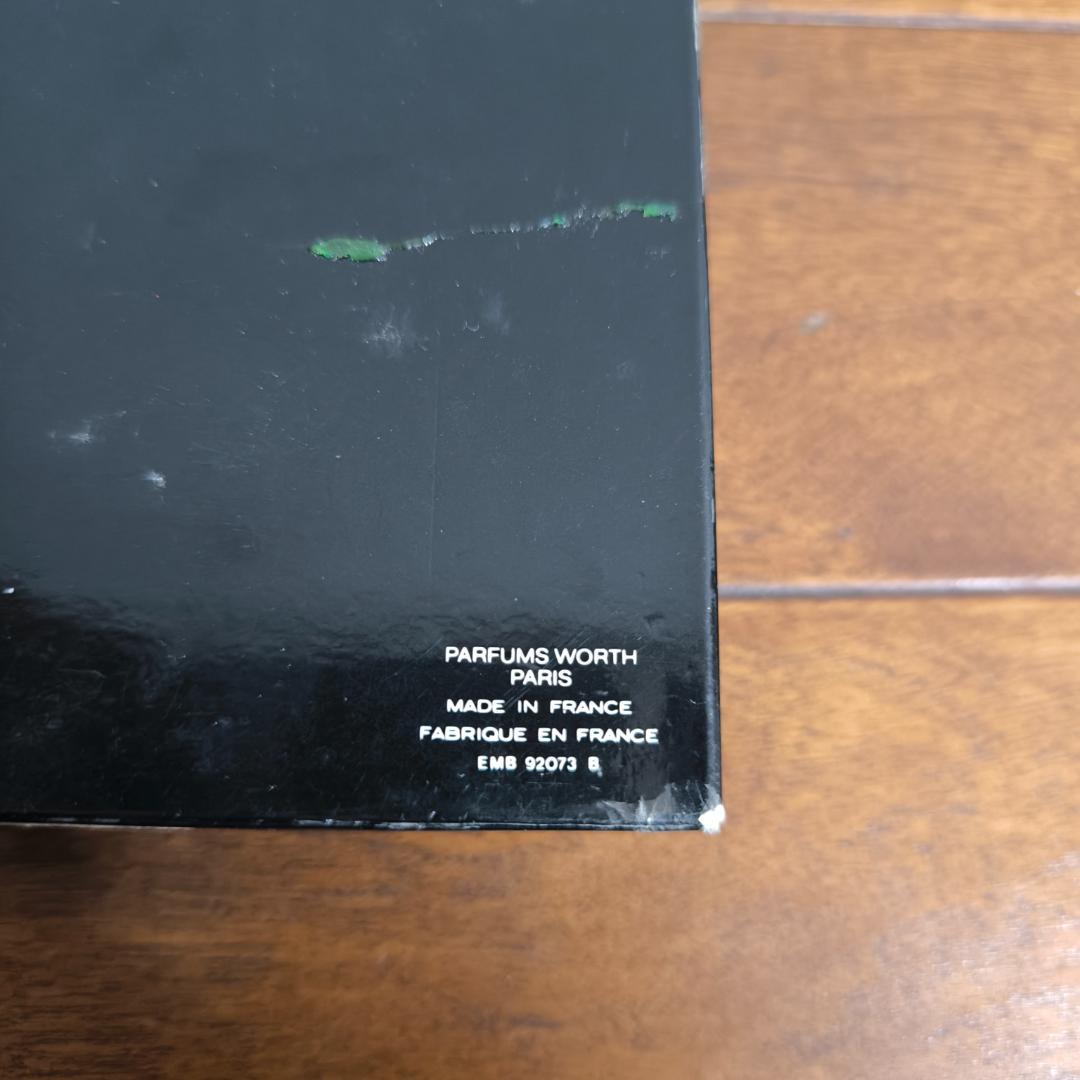 PARFUMS WORTH
PARIS
MADE IN FRANCE
FABRIQUE EN FRANCE
EMB 92073 B